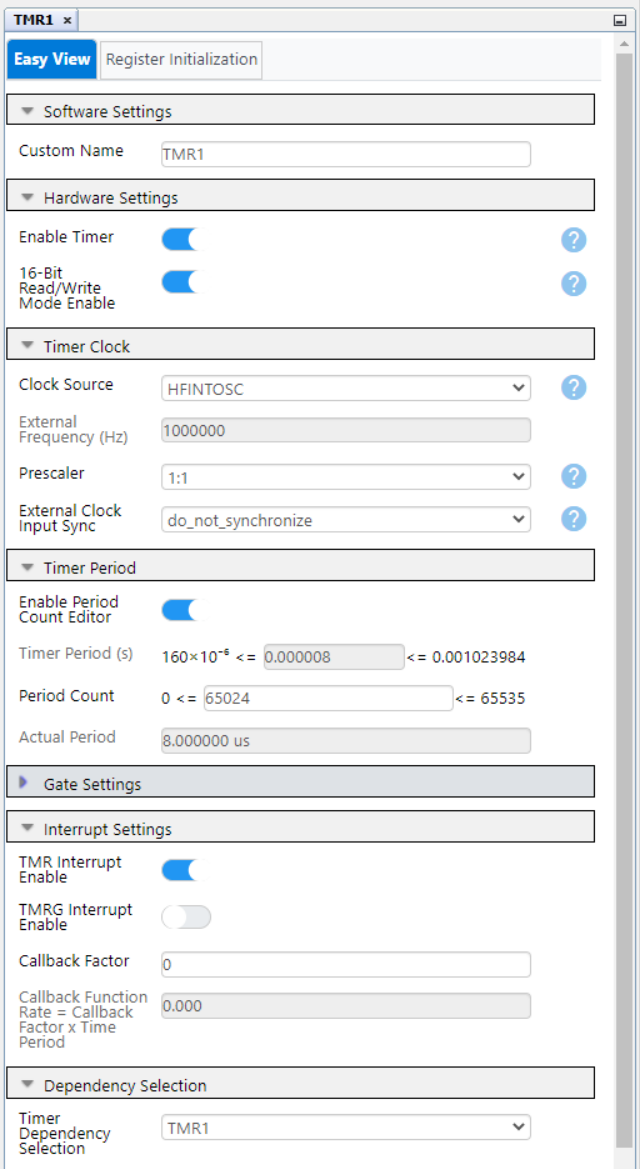 TMR1 ×
Easy View
Register Initialization
Software Settings
Custom Name
TMR1
Hardware Settings
Enable Timer
?
16-Bit
Read/Write
Mode Enable
?
Timer Clock
Clock Source
HFINTOSC
?
External
Frequency (Hz)
1000000
Prescaler
1:1
?
External Clock
Input Sync
do_not_synchronize
?
Timer Period
Enable Period
Count Editor
Timer Period (s)
160×10⁻⁶ <= 0.000008 <= 0.001023984
Period Count
0 <= 65024 <= 65535
Actual Period
8.000000 us
Gate Settings
Interrupt Settings
TMR Interrupt
Enable
TMRG Interrupt
Enable
Callback Factor
0
Callback Function
Rate = Callback
Factor x Time
Period
0.000
Dependency Selection
Timer
Dependency
Selection
TMR1